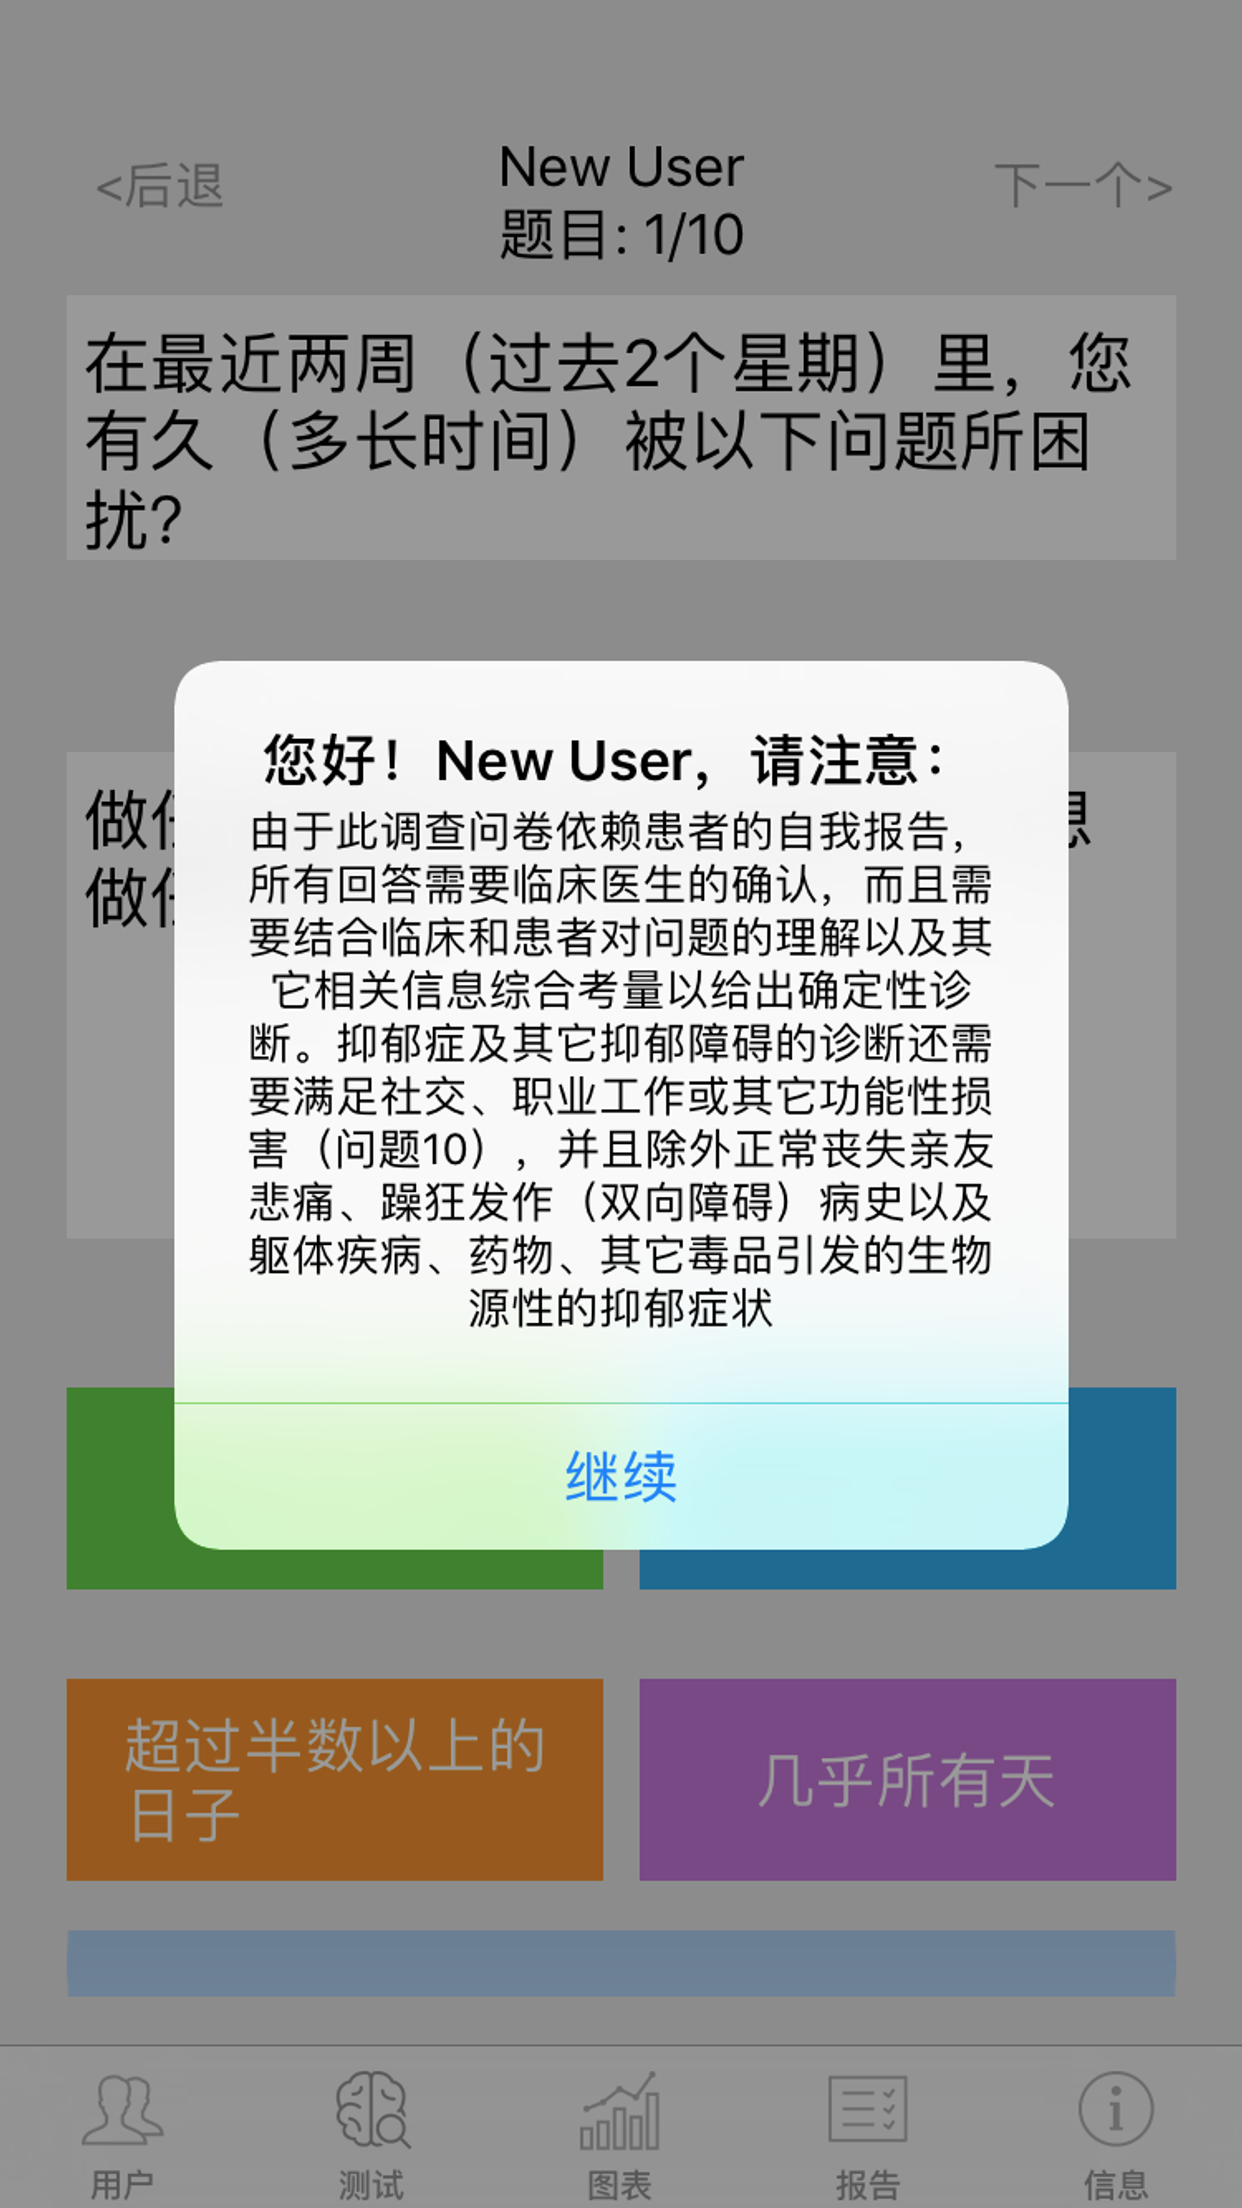 <后退
New User
下一个>
题目: 1/10
在最近两周（过去2个星期）里，您
有久（多长时间）被以下问题所困
扰?
您好！New User，请注意：
由于此调查问卷依赖患者的自我报告，
所有回答需要临床医生的确认，而且需
要结合临床和患者对问题的理解以及其
它相关信息综合考量以给出确定性诊
断。抑郁症及其它抑郁障碍的诊断还需
要满足社交、职业工作或其它功能性损
害（问题10），并且除外正常丧失亲友
悲痛、躁狂发作（双向障碍）病史以及
躯体疾病、药物、其它毒品引发的生物
源性的抑郁症状
继续
做
想
做
超过半数以上的
日子
几乎所有天
用户
测试
图表
报告
信息